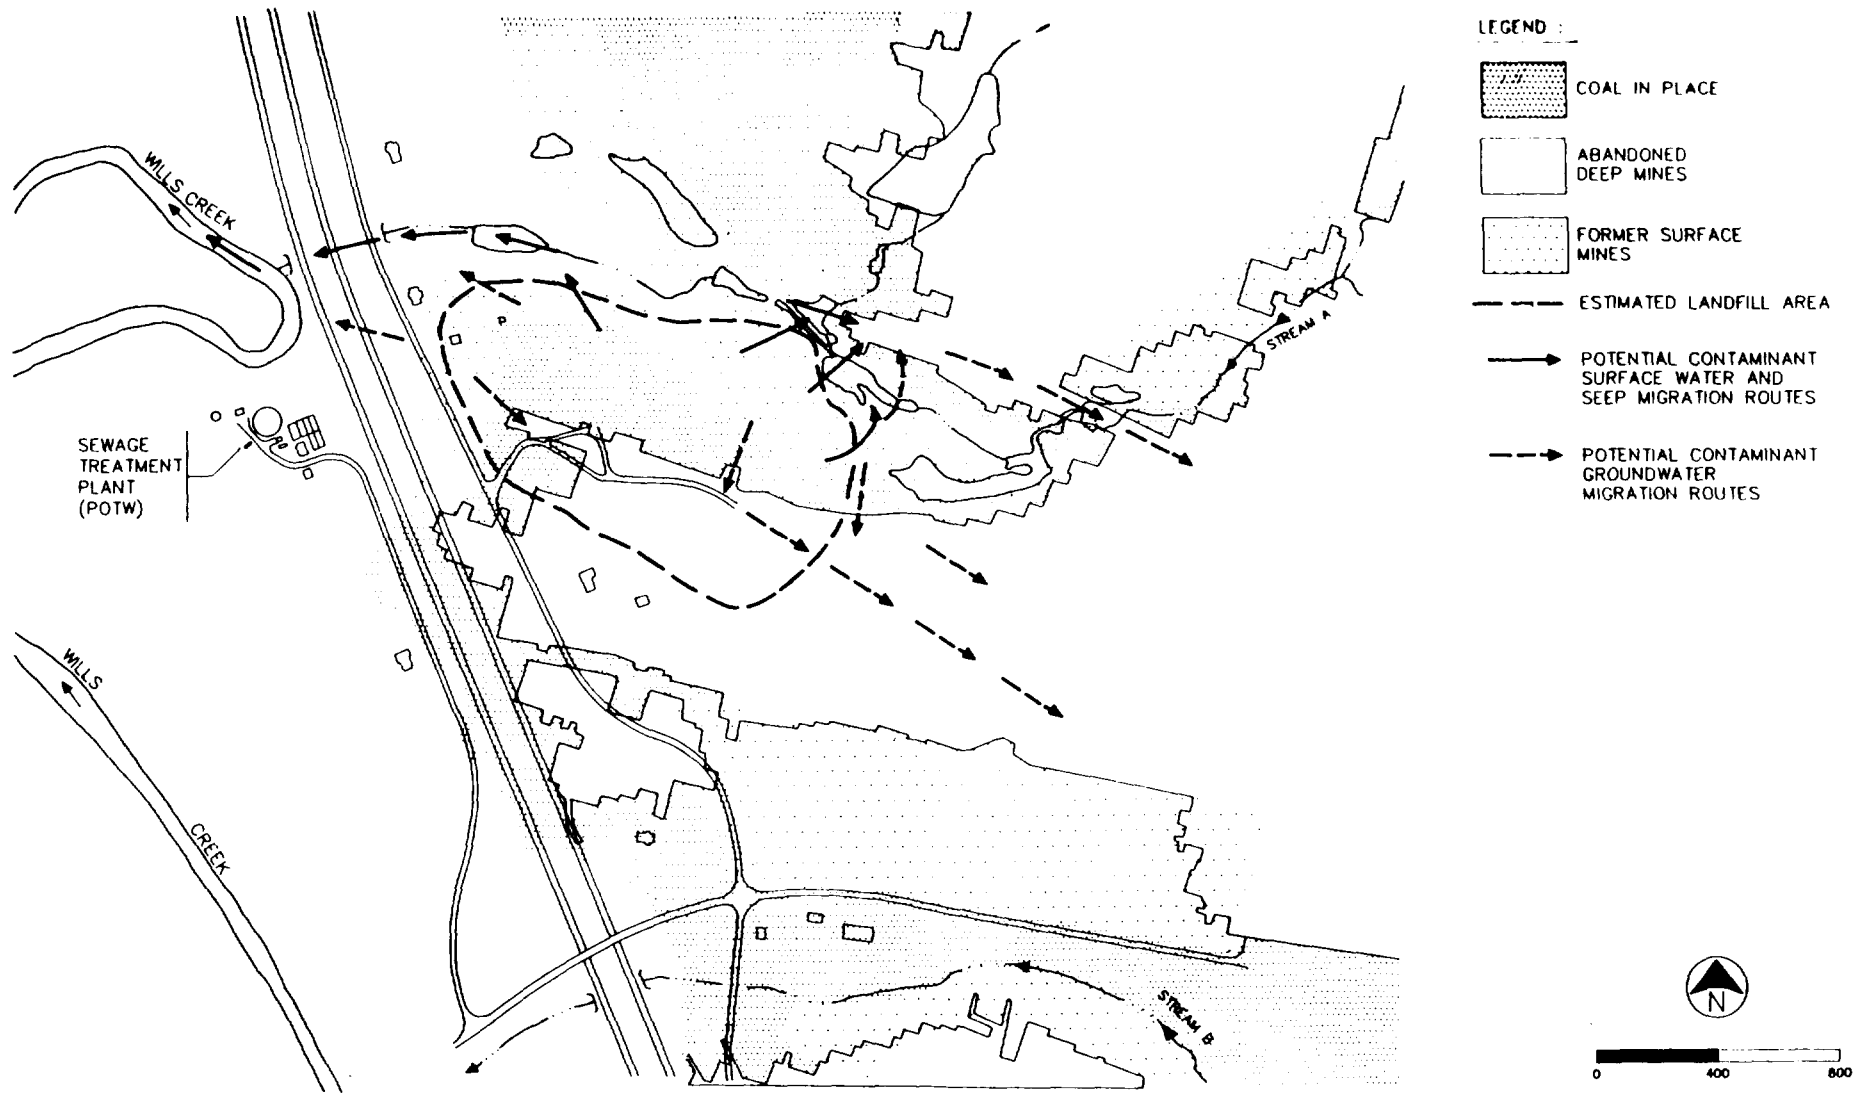 LEGEND :
COAL IN PLACE
ABANDONED
DEEP MINES
FORMER SURFACE
MINES
ESTIMATED LANDFILL AREA
POTENTIAL CONTAMINANT
SURFACE WATER AND
SEEP MIGRATION ROUTES
POTENTIAL CONTAMINANT
GROUNDWATER
MIGRATION ROUTES
WILLS CREEK
STREAM A
P
SEWAGE
TREATMENT
PLANT
(POTW)
WILLS
CREEK
STREAM B
N
0 400 800